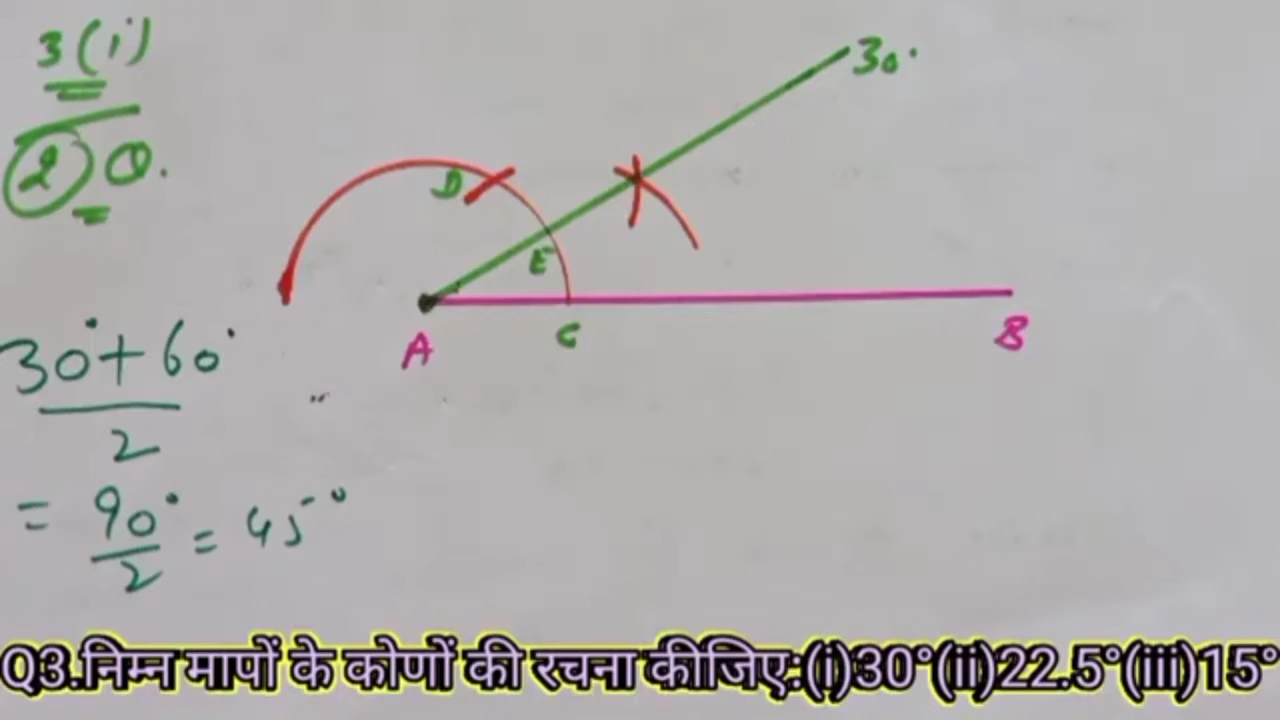 3(i)
2 Q.
30°
D
E
A
C
B
30°+60°
2
= 90° = 45°
2
Q3.निम्न मापों के कोणों की रचना कीजिए:(i)30°(ii)22.5°(iii)15°